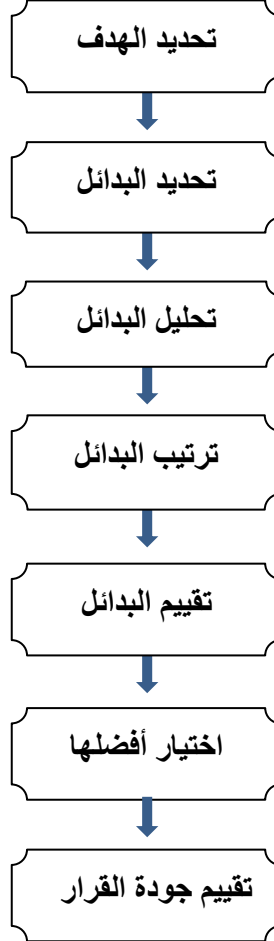 تحديد الهدف
تحديد البدائل
تحليل البدائل
ترتيب البدائل
تقييم البدائل
اختيار أفضلها
تقييم جودة القرار